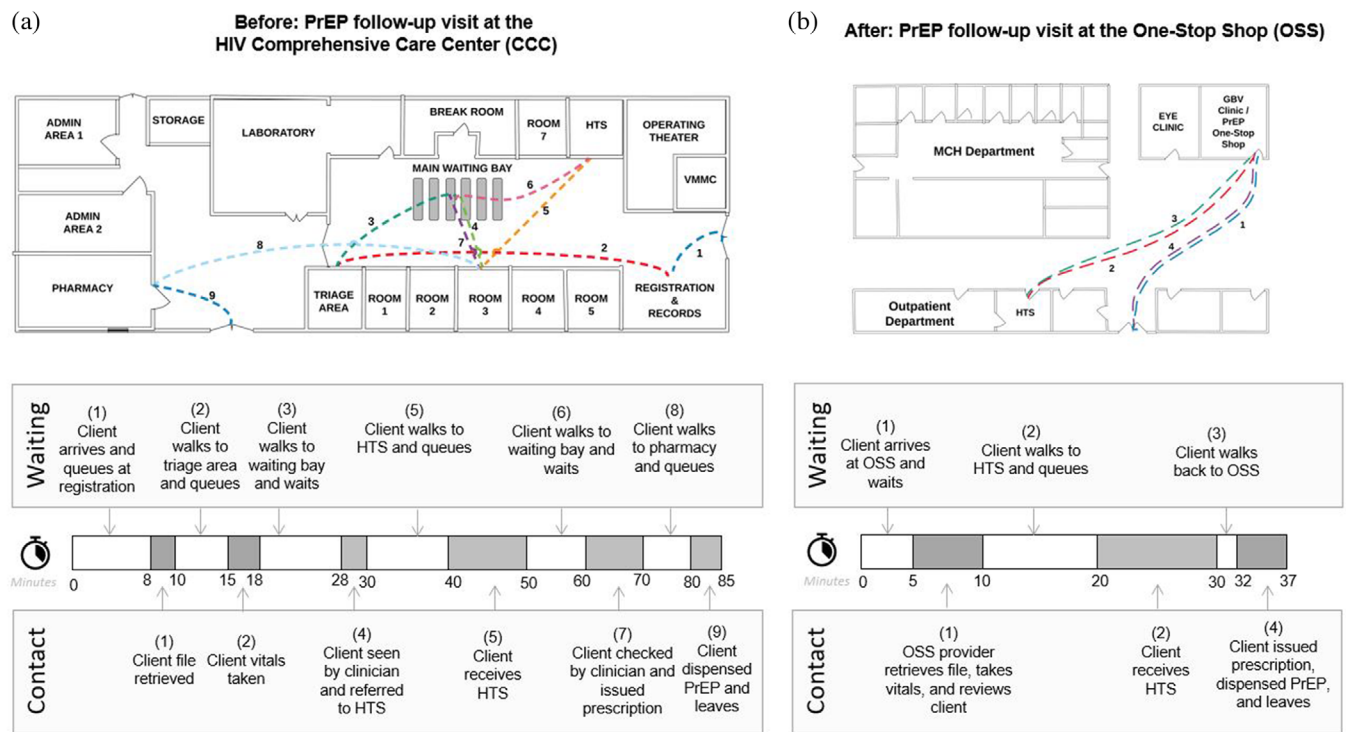 (a)
Before: PrEP follow-up visit at the
HIV Comprehensive Care Center (CCC)
ADMIN
AREA 1
STORAGE
LABORATORY
BREAK ROOM
ROOM
7
HTS
OPERATING
THEATER
VMMC
MAIN WAITING BAY
ADMIN
AREA 2
PHARMACY
TRIAGE
AREA
ROOM
1
ROOM
2
ROOM
3
ROOM
4
ROOM
5
REGISTRATION
&
RECORDS
1
2
3
4
5
6
7
8
9
Waiting
(1)
Client
arrives and
queues at
registration
(2)
Client
walks to
triage area
and queues
(3)
Client
walks to
waiting bay
and waits
(5)
Client walks to
HTS and queues
(6)
Client walks to
waiting bay and
waits
(8)
Client walks
to pharmacy
and queues
Minutes
0
8
10
15
18
28
30
40
50
60
70
80
85
Contact
(1)
Client file
retrieved
(2)
Client vitals
taken
(4)
Client seen
by clinician
and referred
to HTS
(5)
Client
receives
HTS
(7)
Client checked
by clinician and
issued
prescription
(9)
Client
dispensed
PrEP and
leaves
(b)
After: PrEP follow-up visit at the One-Stop Shop (OSS)
MCH Department
EYE
CLINIC
GBV
Clinic /
PrEP
One-Stop
Shop
3
4
1
2
Outpatient
Department
HTS
Waiting
(1)
Client arrives
at OSS and
waits
(2)
Client walks to
HTS and queues
(3)
Client walks
back to OSS
Minutes
0
5
10
20
30
32
37
Contact
(1)
OSS provider
retrieves file, takes
vitals, and reviews
client
(2)
Client
receives
HTS
(4)
Client issued
prescription,
dispensed PrEP,
and leaves